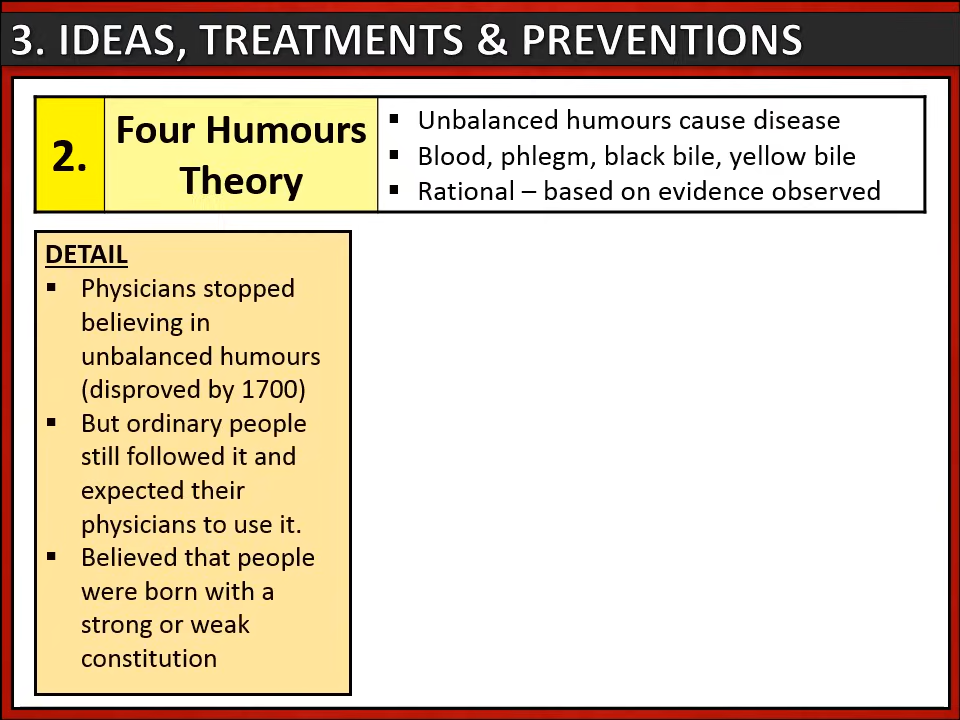 3. IDEAS, TREATMENTS & PREVENTIONS
2.
Four Humours
Theory
▪ Unbalanced humours cause disease
▪ Blood, phlegm, black bile, yellow bile
▪ Rational – based on evidence observed
DETAIL
▪ Physicians stopped
believing in
unbalanced humours
(disproved by 1700)
▪ But ordinary people
still followed it and
expected their
physicians to use it.
▪ Believed that people
were born with a
strong or weak
constitution